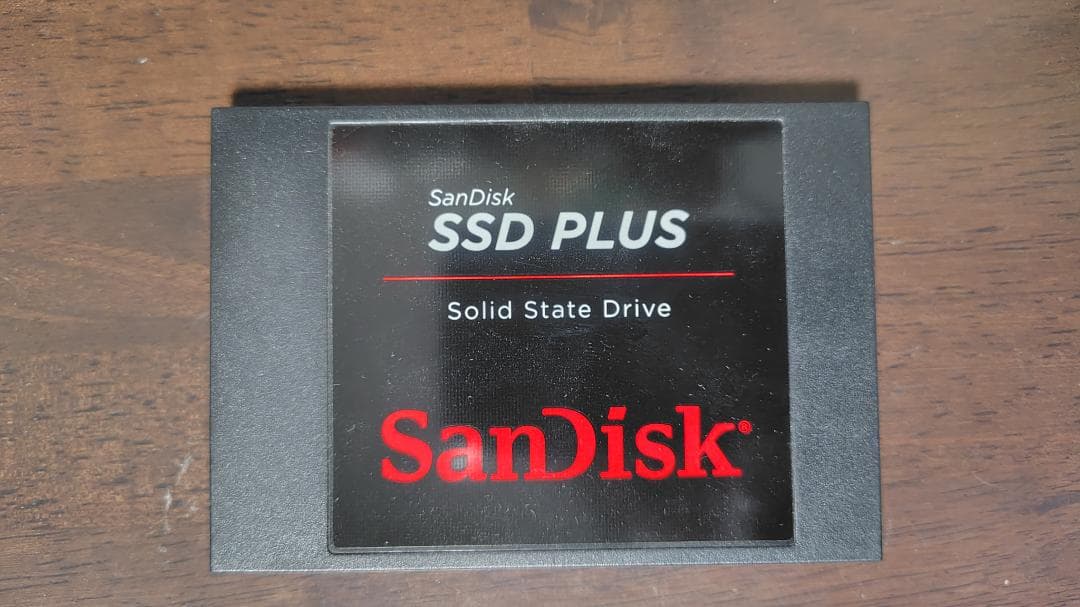 SanDisk
SSD PLUS
Solid State Drive
SanDisk®